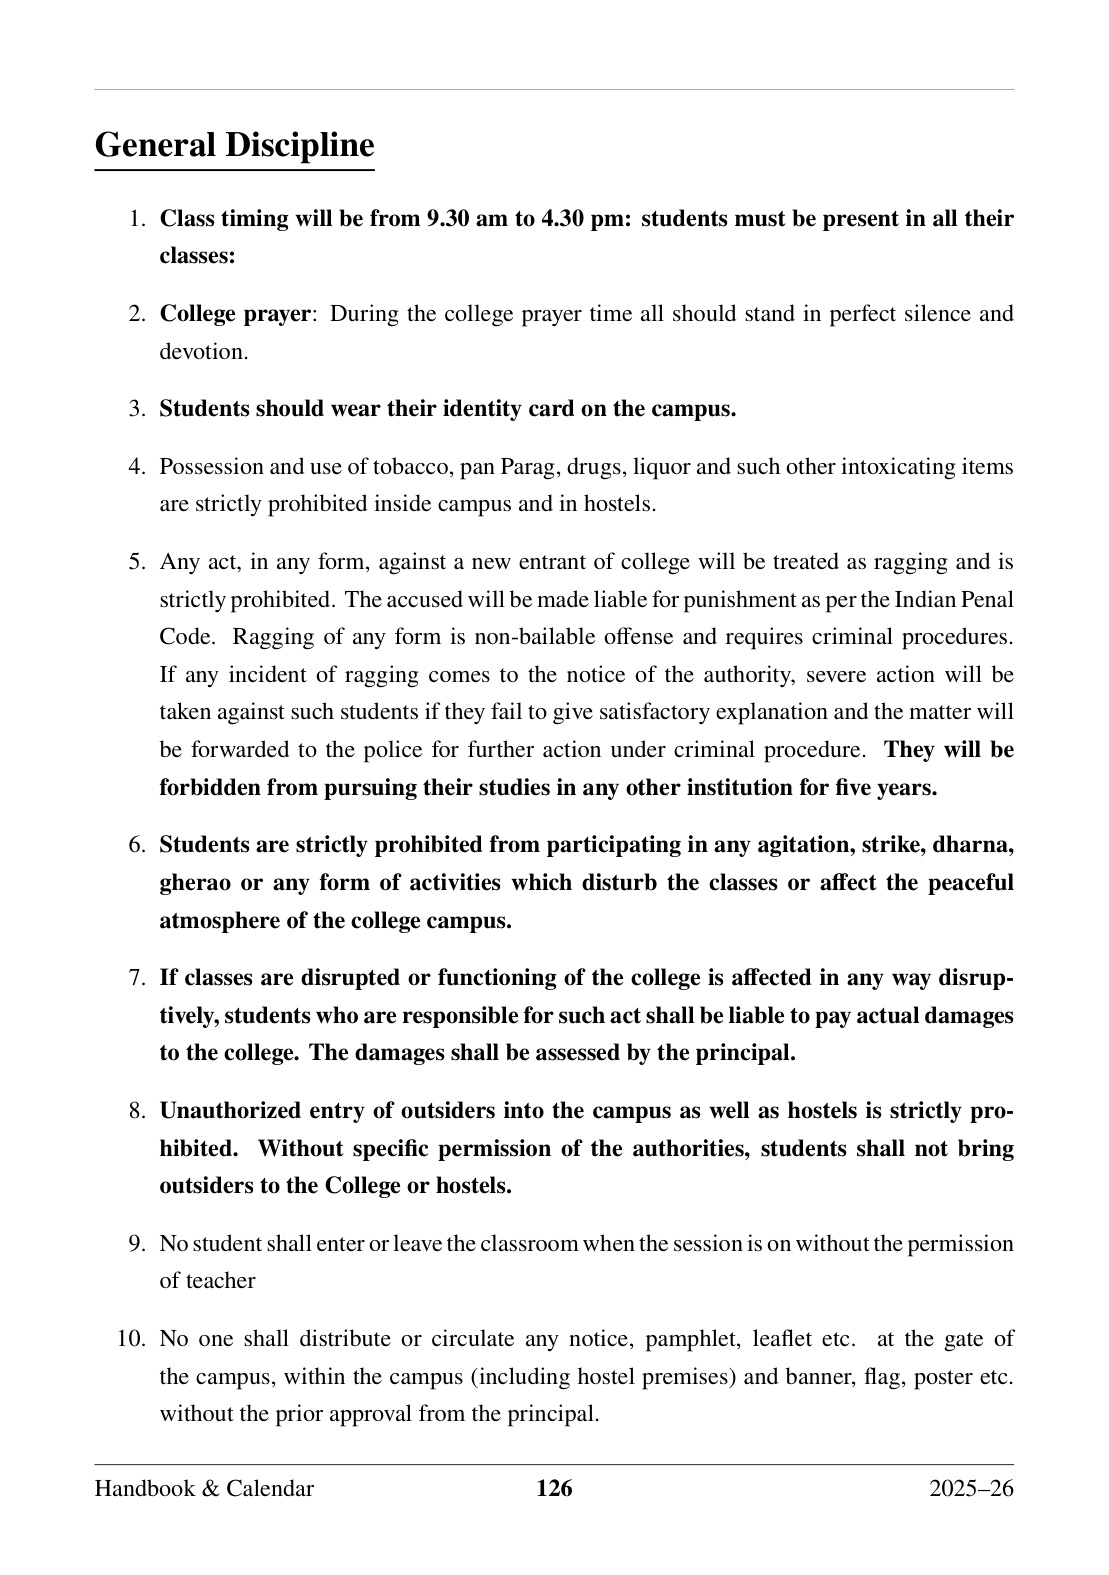 General Discipline
1. Class timing will be from 9.30 am to 4.30 pm: students must be present in all their
classes:
2. College prayer: During the college prayer time all should stand in perfect silence and
devotion.
3. Students should wear their identity card on the campus.
4. Possession and use of tobacco, pan Parag, drugs, liquor and such other intoxicating items
are strictly prohibited inside campus and in hostels.
5. Any act, in any form, against a new entrant of college will be treated as ragging and is
strictly prohibited. The accused will be made liable for punishment as per the Indian Penal
Code. Ragging of any form is non-bailable offense and requires criminal procedures.
If any incident of ragging comes to the notice of the authority, severe action will be
taken against such students if they fail to give satisfactory explanation and the matter will
be forwarded to the police for further action under criminal procedure. They will be
forbidden from pursuing their studies in any other institution for five years.
6. Students are strictly prohibited from participating in any agitation, strike, dharna,
gherao or any form of activities which disturb the classes or affect the peaceful
atmosphere of the college campus.
7. If classes are disrupted or functioning of the college is affected in any way disrup-
tively, students who are responsible for such act shall be liable to pay actual damages
to the college. The damages shall be assessed by the principal.
8. Unauthorized entry of outsiders into the campus as well as hostels is strictly pro-
hibited. Without specific permission of the authorities, students shall not bring
outsiders to the College or hostels.
9. No student shall enter or leave the classroom when the session is on without the permission
of teacher
10. No one shall distribute or circulate any notice, pamphlet, leaflet etc. at the gate of
the campus, within the campus (including hostel premises) and banner, flag, poster etc.
without the prior approval from the principal.
Handbook & Calendar 126 2025–26